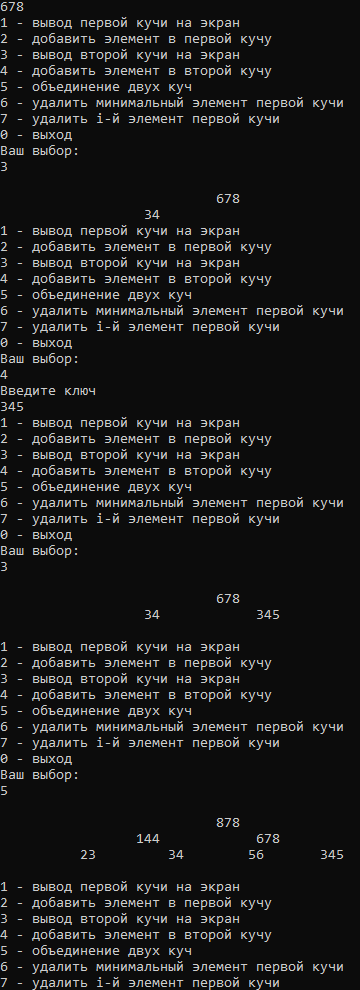 678
1 - вывод первой кучи на экран
2 - добавить элемент в первой кучу
3 - вывод второй кучи на экран
4 - добавить элемент в второй кучу
5 - объединение двух куч
6 - удалить минимальный элемент первой кучи
7 - удалить i-й элемент первой кучи
0 - выход
Ваш выбор:
3
678
34
1 - вывод первой кучи на экран
2 - добавить элемент в первой кучу
3 - вывод второй кучи на экран
4 - добавить элемент в второй кучу
5 - объединение двух куч
6 - удалить минимальный элемент первой кучи
7 - удалить i-й элемент первой кучи
0 - выход
Ваш выбор:
4
Введите ключ
345
1 - вывод первой кучи на экран
2 - добавить элемент в первой кучу
3 - вывод второй кучи на экран
4 - добавить элемент в второй кучу
5 - объединение двух куч
6 - удалить минимальный элемент первой кучи
7 - удалить i-й элемент первой кучи
0 - выход
Ваш выбор:
3
678
34 345
1 - вывод первой кучи на экран
2 - добавить элемент в первой кучу
3 - вывод второй кучи на экран
4 - добавить элемент в второй кучу
5 - объединение двух куч
6 - удалить минимальный элемент первой кучи
7 - удалить i-й элемент первой кучи
0 - выход
Ваш выбор:
5
878
144 678
23 34 56 345
1 - вывод первой кучи на экран
2 - добавить элемент в первой кучу
3 - вывод второй кучи на экран
4 - добавить элемент в второй кучу
5 - объединение двух куч
6 - удалить минимальный элемент первой кучи
7 - удалить i-й элемент первой кучи